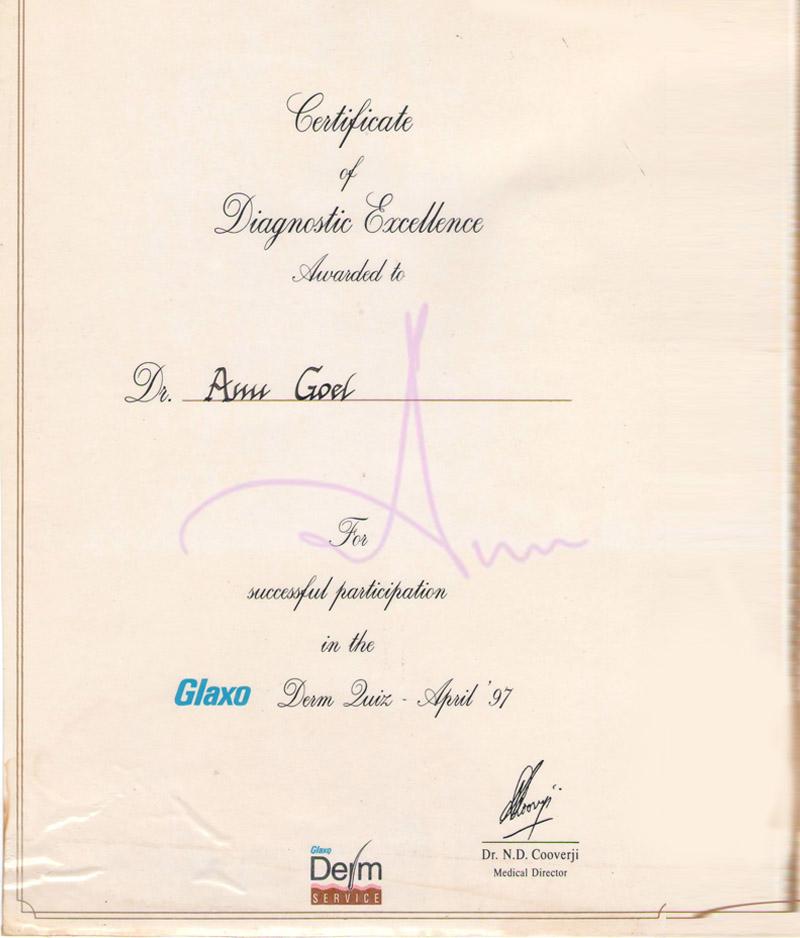 Certificate
of
Diagnostic Excellence
Awarded to
Dr. Anu Goel
For
successful participation
in the
Glaxo Derm Quiz - April '97
Dr. N.D. Cooverji
Medical Director
Glaxo
Derm
SERVICE